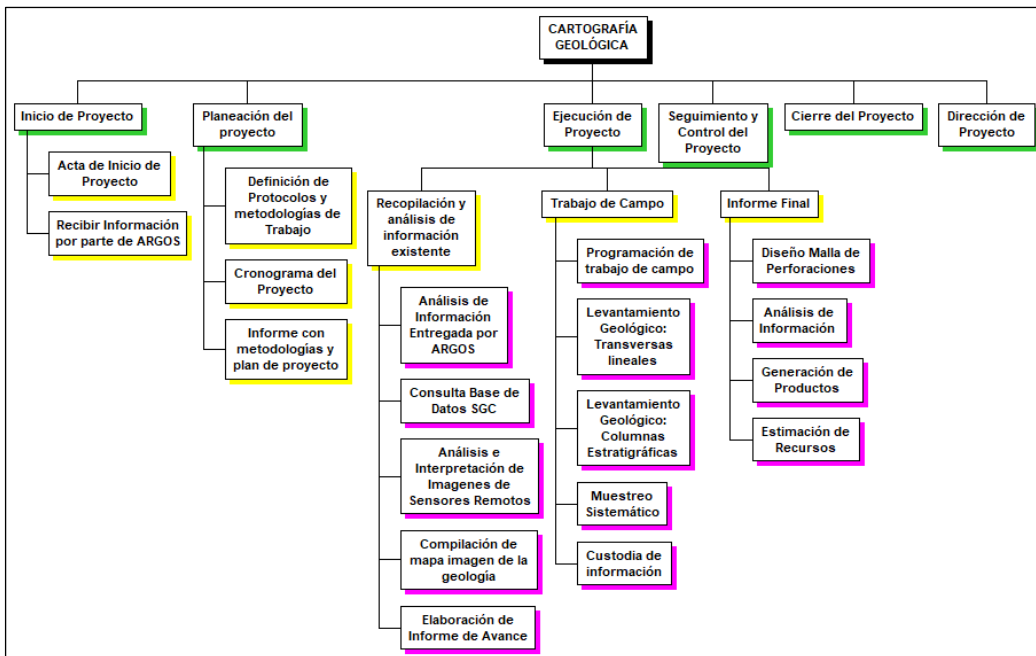 CARTOGRAFÍA
GEOLÓGICA
Inicio de Proyecto
Acta de Inicio de
Proyecto
Recibir Información
por parte de ARGOS
Planeación del
proyecto
Definición de
Protocolos y
metodologías de
Trabajo
Cronograma del
Proyecto
Informe con
metodologías y
plan de proyecto
Ejecución de
Proyecto
Recopilación y
análisis de
información
existente
Análisis de
Información
Entregada por
ARGOS
Consulta Base de
Datos SGC
Análisis e
Interpretación de
Imagenes de
Sensores Remotos
Compilación de
mapa imagen de la
geología
Elaboración de
Informe de Avance
Trabajo de Campo
Programación de
trabajo de campo
Levantamiento
Geológico:
Transversas
lineales
Levantamiento
Geológico:
Columnas
Estratigráficas
Muestreo
Sistemático
Custodia de
información
Informe Final
Diseño Malla de
Perforaciones
Análisis de
Información
Generación de
Productos
Estimación de
Recursos
Seguimiento y
Control del
Proyecto
Cierre del Proyecto
Dirección de
Proyecto